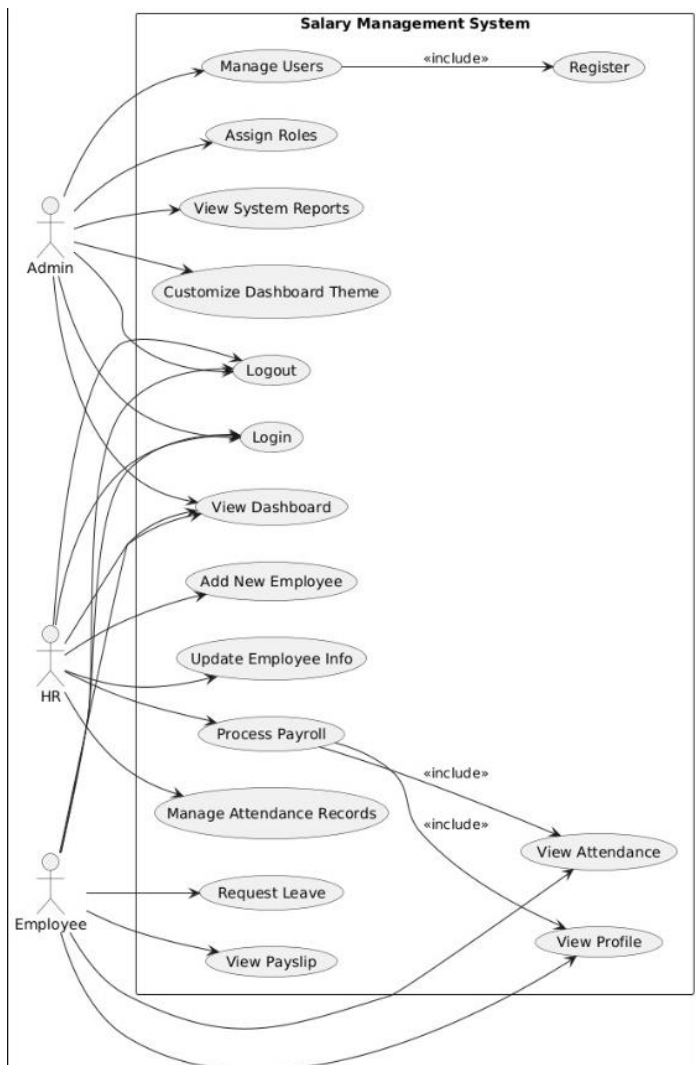 Salary Management System
Manage Users
«include»
Register
Assign Roles
View System Reports
Admin
Customize Dashboard Theme
Logout
Login
View Dashboard
Add New Employee
HR
Update Employee Info
Process Payroll
«include»
Manage Attendance Records
«include»
View Attendance
Employee
Request Leave
View Payslip
View Profile